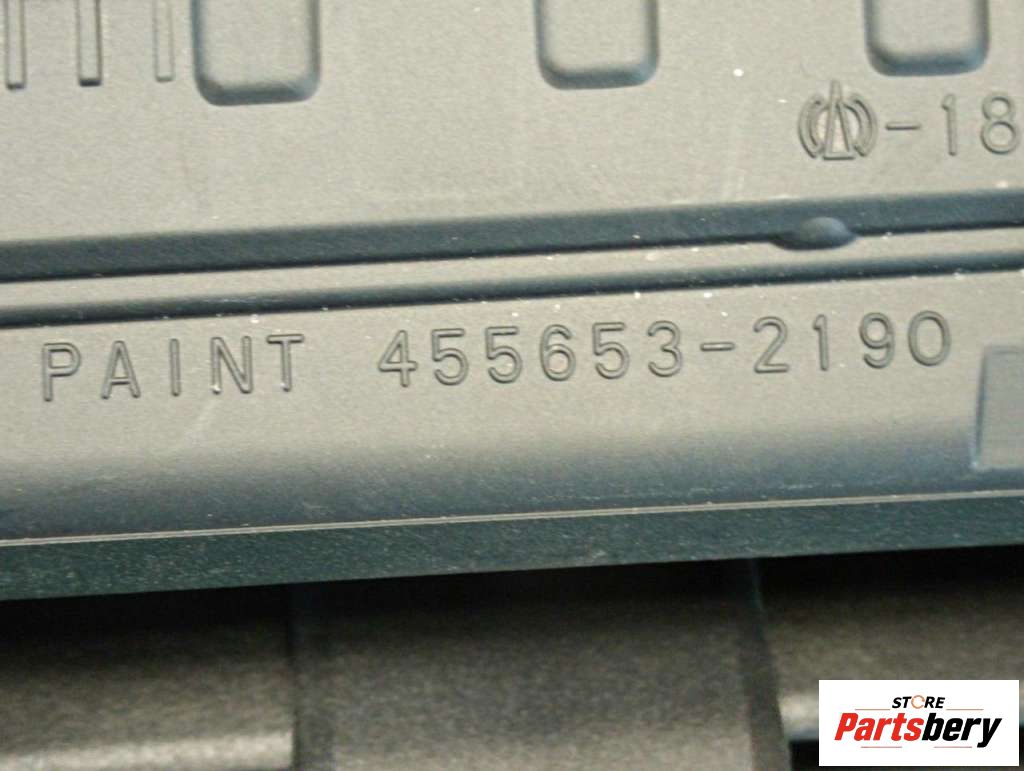 -18
PAINT 455653-2190
STORE
Partsbery